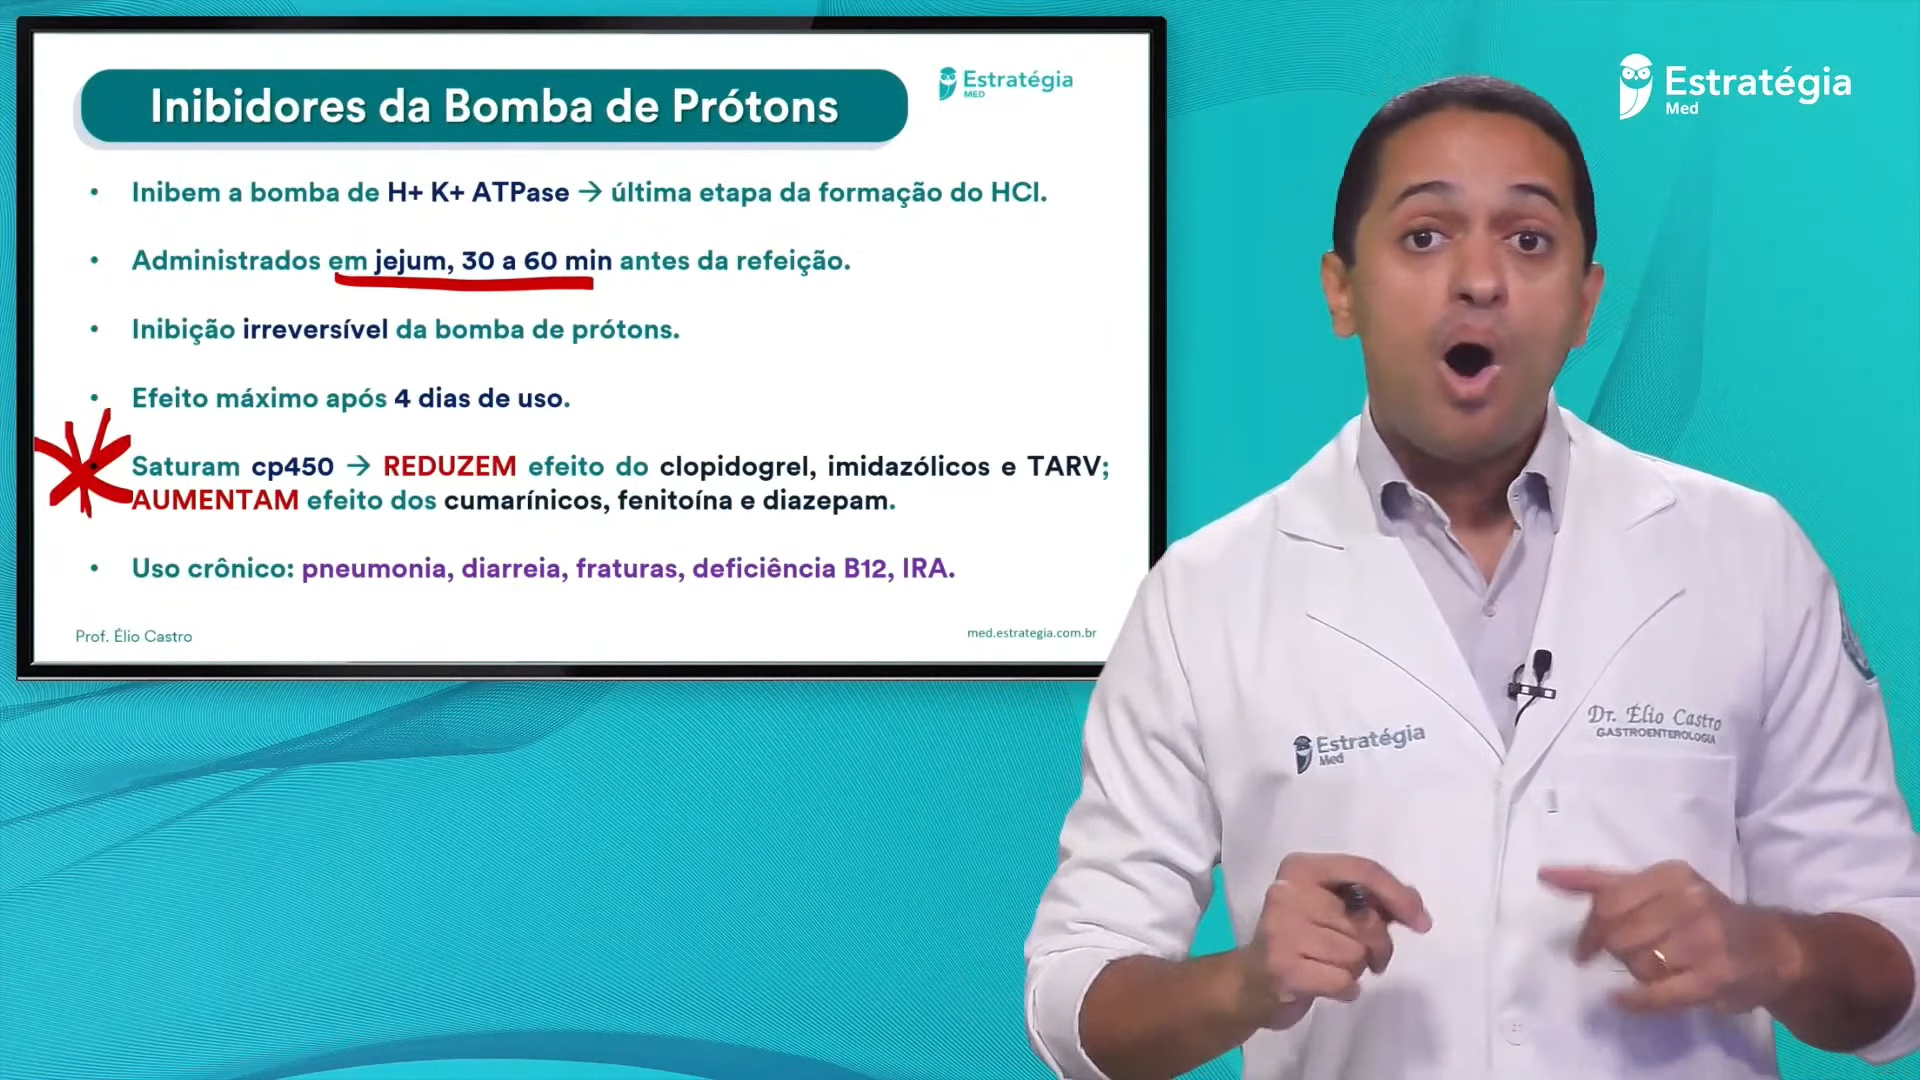 Inibidores da Bomba de Prótons
Estratégia
MED
Estratégia
Med
• Inibem a bomba de H+ K+ ATPase → última etapa da formação do HCl.
• Administrados em jejum, 30 a 60 min antes da refeição.
• Inibição irreversível da bomba de prótons.
• Efeito máximo após 4 dias de uso.
• Saturam cp450 → REDUZEM efeito do clopidogrel, imidazólicos e TARV;
AUMENTAM efeito dos cumarínicos, fenitoína e diazepam.
• Uso crônico: pneumonia, diarreia, fraturas, deficiência B12, IRA.
Prof. Élio Castro
med.estrategia.com.br
Estratégia
Med
Dr. Élio Castro
GASTROENTEROLOGIA